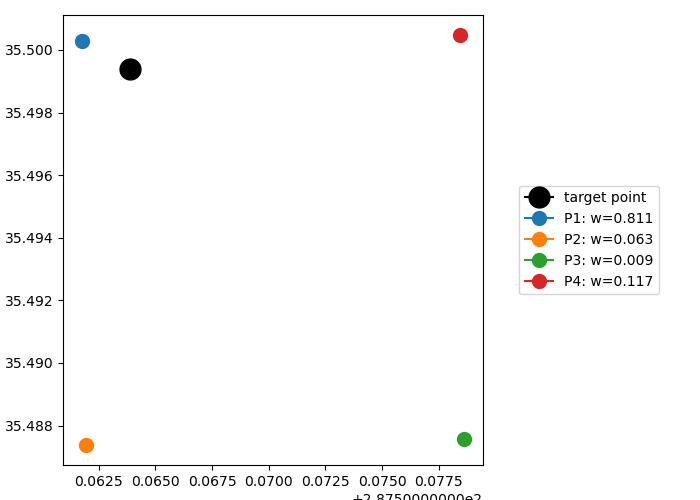 35.500
35.498
35.496
35.494
35.492
35.490
35.488
0.0625 0.0650 0.0675 0.0700 0.0725 0.0750 0.0775
+2.8750000000e2
target point
P1: w=0.811
P2: w=0.063
P3: w=0.009
P4: w=0.117